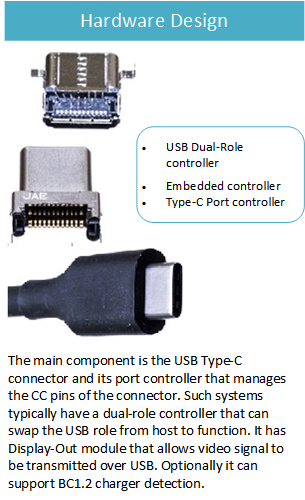 Hardware Design
JAE
• USB Dual-Role
controller
• Embedded controller
• Type-C Port controller
The main component is the USB Type-C
connector and its port controller that manages
the CC pins of the connector. Such systems
typically have a dual-role controller that can
swap the USB role from host to function. It has
Display-Out module that allows video signal to
be transmitted over USB. Optionally it can
support BC1.2 charger detection.